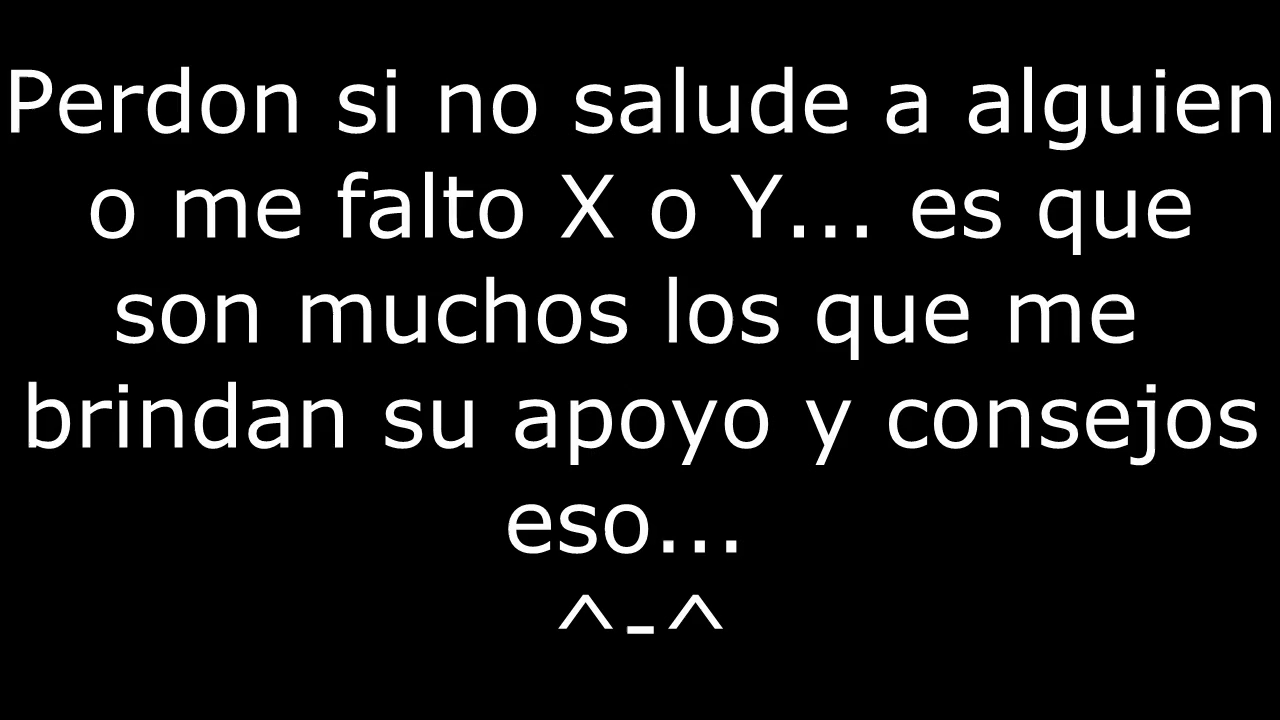 Perdon si no salude a alguien
o me falto X o Y... es que
son muchos los que me
brindan su apoyo y consejos
eso...
^-^